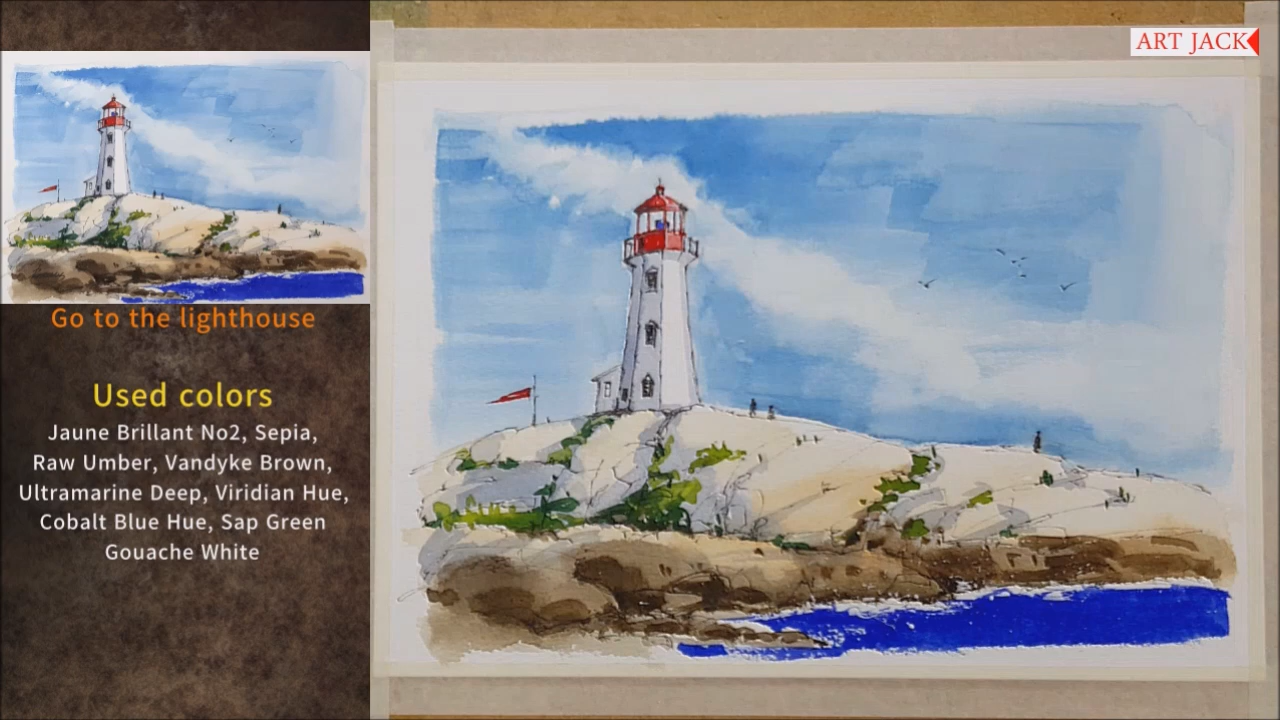 ART JACK
Go to the lighthouse
Used colors
Jaune Brillant No2, Sepia,
Raw Umber, Vandyke Brown,
Ultramarine Deep, Viridian Hue,
Cobalt Blue Hue, Sap Green
Gouache White